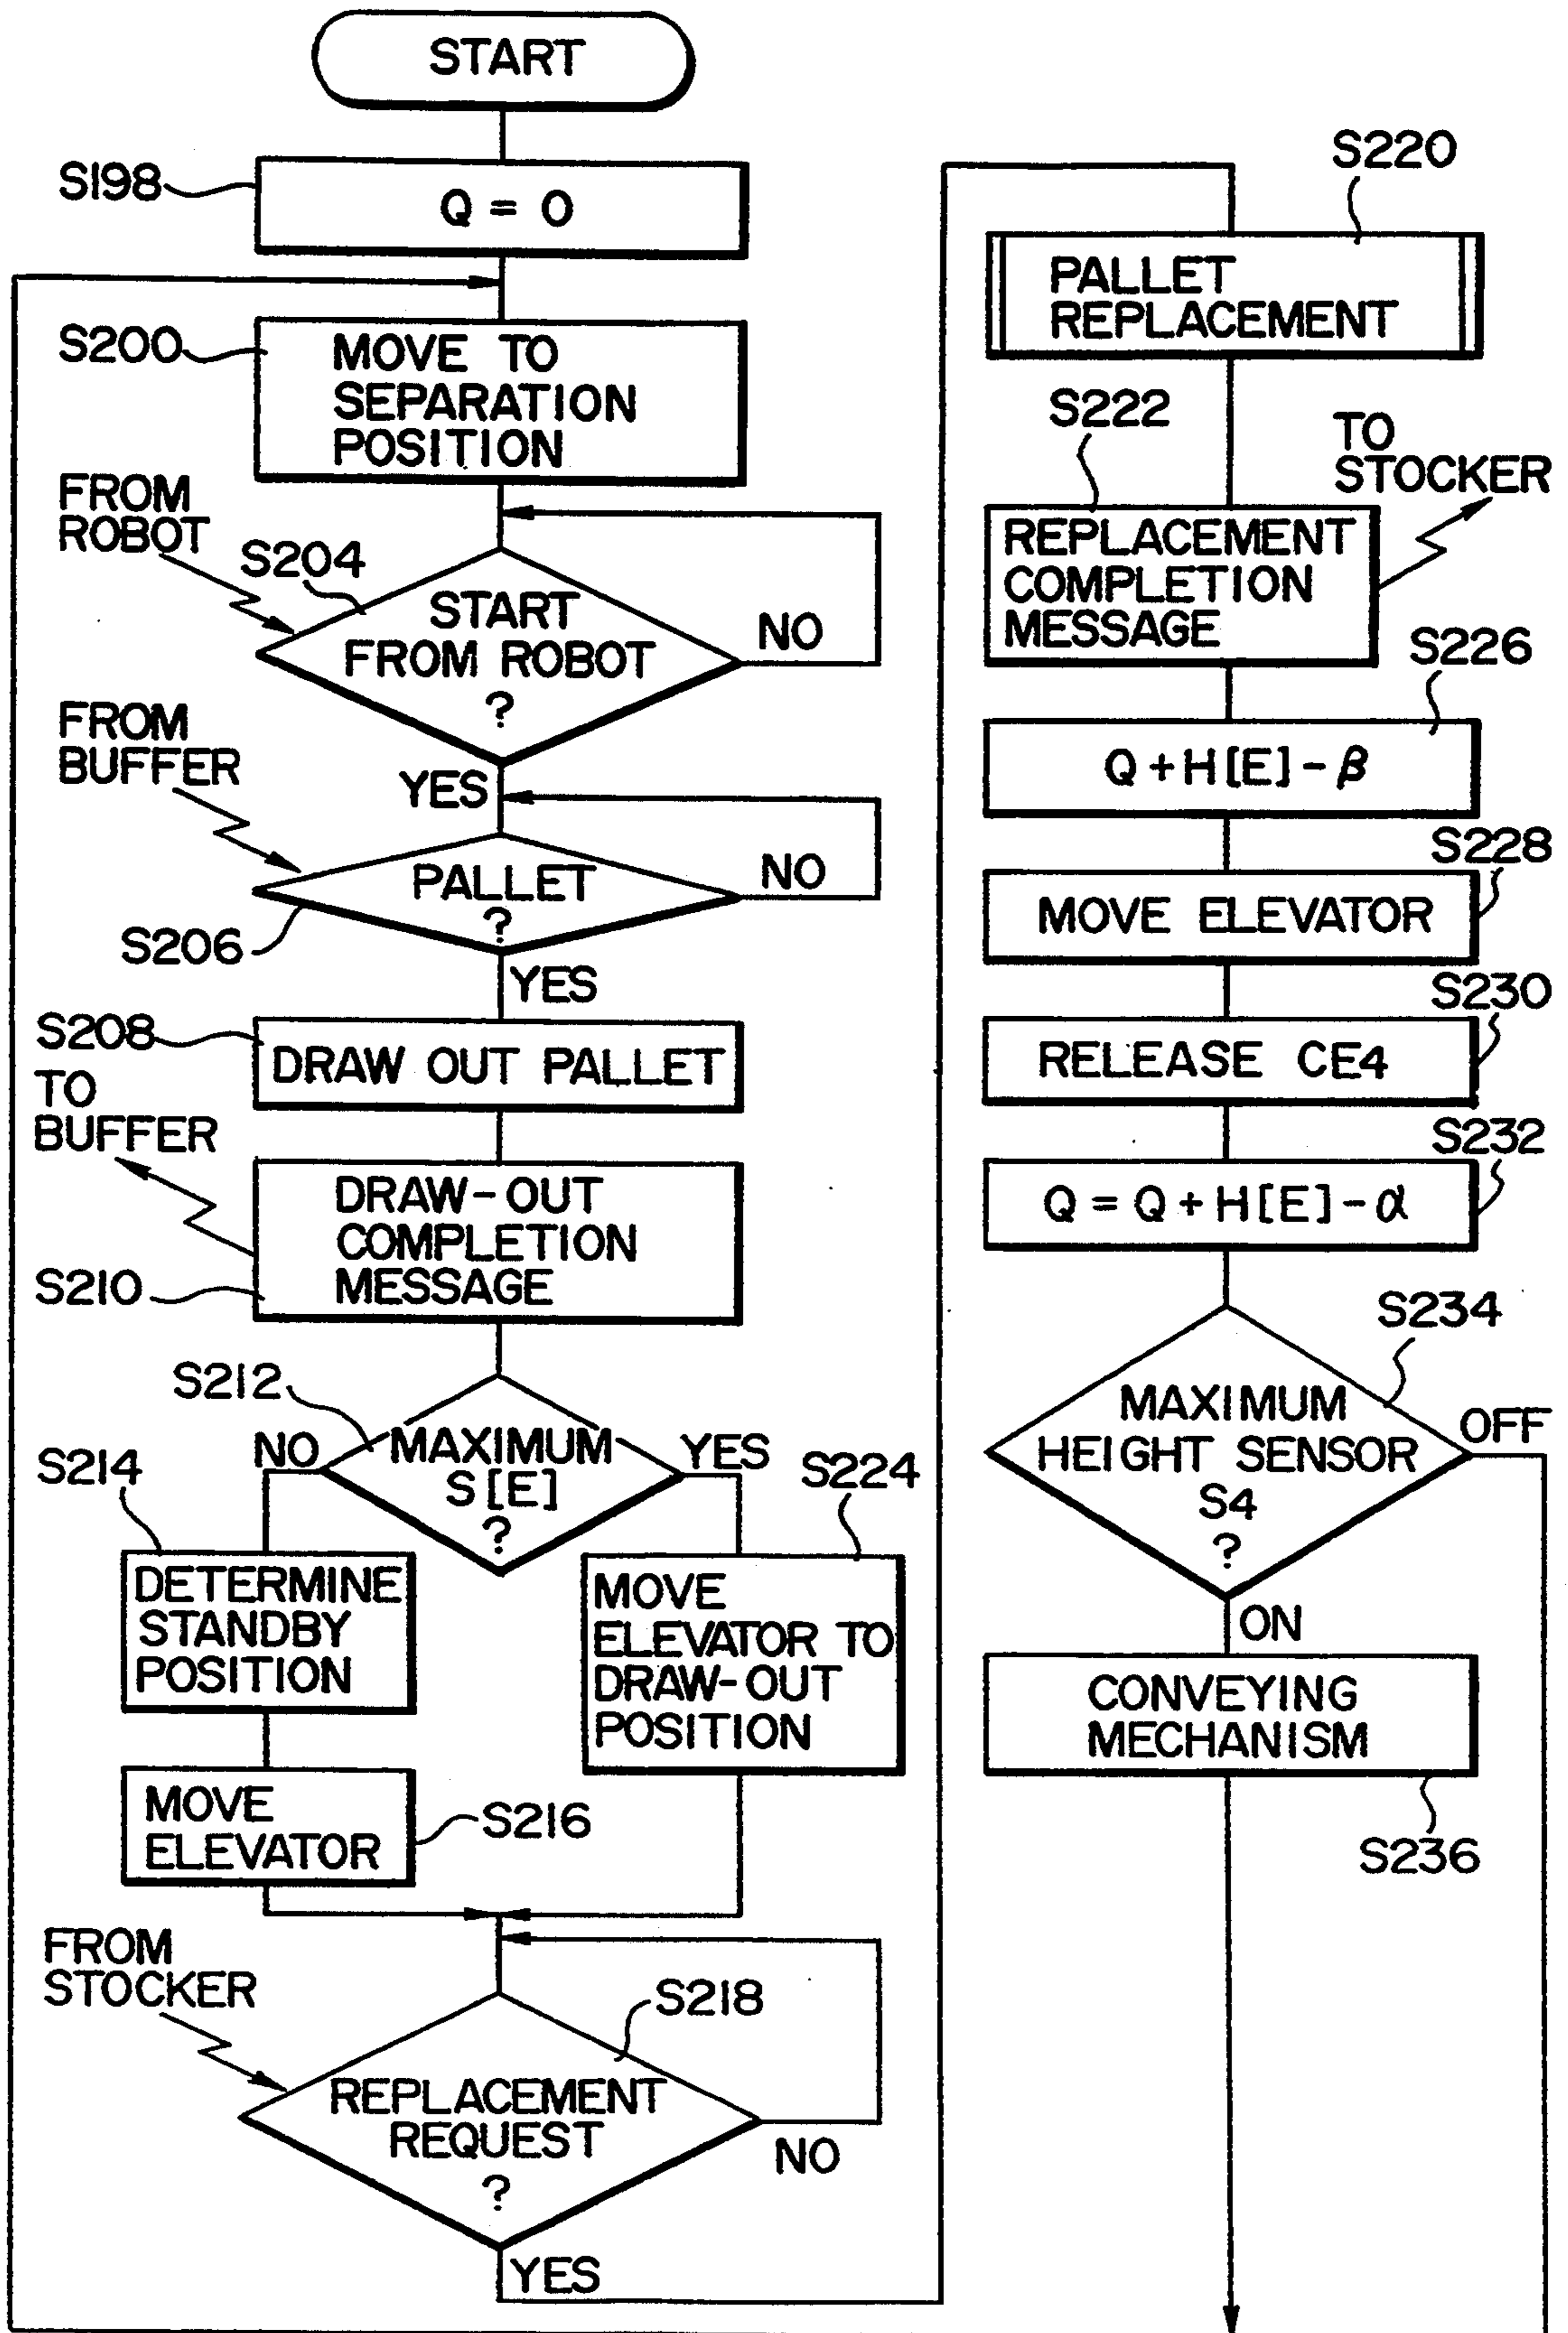 START
S198
Q = 0
S200
MOVE TO
SEPARATION
POSITION
FROM
ROBOT
S204
START
FROM ROBOT
?
NO
FROM
BUFFER
YES
PALLET
?
NO
S206
YES
S208
DRAW OUT PALLET
TO
BUFFER
DRAW-OUT
COMPLETION
MESSAGE
S210
S212
NO
MAXIMUM
S[E]
?
YES
S214
DETERMINE
STANDBY
POSITION
S224
MOVE
ELEVATOR TO
DRAW-OUT
POSITION
MOVE
ELEVATOR
S216
FROM
STOCKER
S218
REPLACEMENT
REQUEST
?
NO
YES
S220
PALLET
REPLACEMENT
S222
TO
STOCKER
REPLACEMENT
COMPLETION
MESSAGE
S226
Q + H[E] - β
S228
MOVE ELEVATOR
S230
RELEASE CE4
S232
Q = Q + H[E] - α
S234
MAXIMUM
HEIGHT SENSOR
S4
?
OFF
ON
CONVEYING
MECHANISM
S236